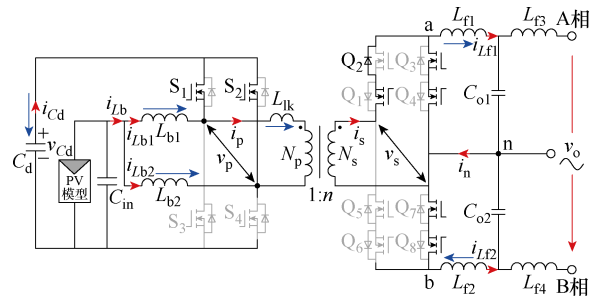 a
L_f1
L_f3
A相
i_Lf1
Q_2
Q_3
Q_1
Q_4
C_o1
S_1
S_2
L_lk
i_Cd
i_Lb
v_Cd
i_Lb1
L_b1
i_p
i_s
C_d
PV
模型
C_in
i_Lb2
L_b2
v_p
N_p
N_s
v_s
i_n
n
v_o
1:n
S_3
S_4
Q_5
Q_7
C_o2
Q_6
Q_8
i_Lf2
b
L_f2
L_f4
B相
+
−